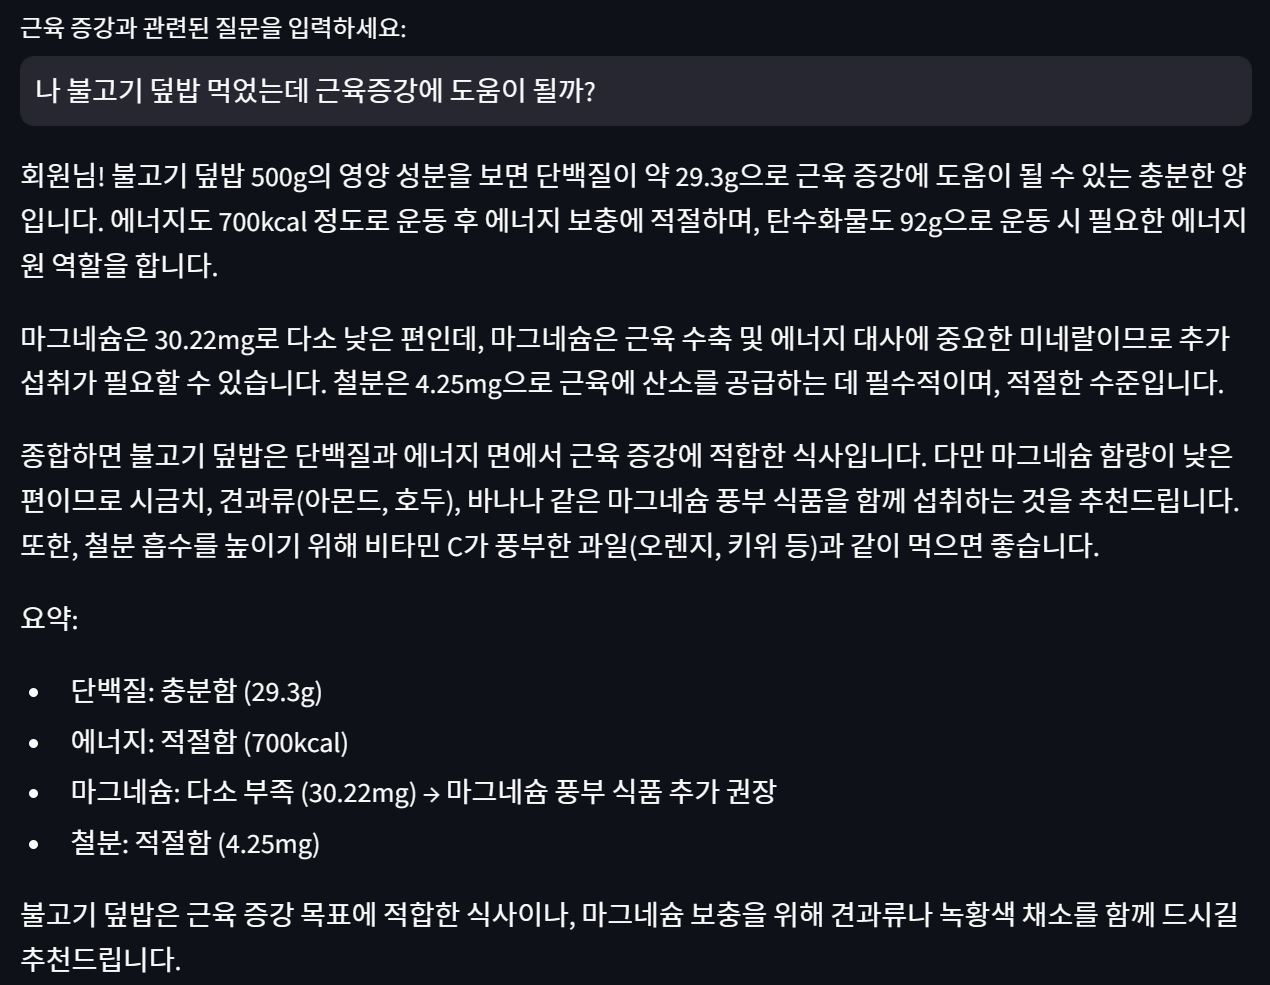 근육 증강과 관련된 질문을 입력하세요:
나 불고기 덮밥 먹었는데 근육증강에 도움이 될까?
회원님! 불고기 덮밥 500g의 영양 성분을 보면 단백질이 약 29.3g으로 근육 증강에 도움이 될 수 있는 충분한 양
입니다. 에너지도 700kcal 정도로 운동 후 에너지 보충에 적절하며, 탄수화물도 92g으로 운동 시 필요한 에너지
원 역할을 합니다.
마그네슘은 30.22mg로 다소 낮은 편인데, 마그네슘은 근육 수축 및 에너지 대사에 중요한 미네랄이므로 추가
섭취가 필요할 수 있습니다. 철분은 4.25mg으로 근육에 산소를 공급하는 데 필수적이며, 적절한 수준입니다.
종합하면 불고기 덮밥은 단백질과 에너지 면에서 근육 증강에 적합한 식사입니다. 다만 마그네슘 함량이 낮은
편이므로 시금치, 견과류(아몬드, 호두), 바나나 같은 마그네슘 풍부 식품을 함께 섭취하는 것을 추천드립니다.
또한, 철분 흡수를 높이기 위해 비타민 C가 풍부한 과일(오렌지, 키위 등)과 같이 먹으면 좋습니다.
요약:
• 단백질: 충분함 (29.3g)
• 에너지: 적절함 (700kcal)
• 마그네슘: 다소 부족 (30.22mg) → 마그네슘 풍부 식품 추가 권장
• 철분: 적절함 (4.25mg)
불고기 덮밥은 근육 증강 목표에 적합한 식사이나, 마그네슘 보충을 위해 견과류나 녹황색 채소를 함께 드시길
추천드립니다.